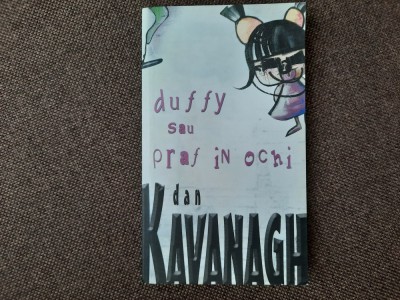 duffy
sau
praf in ochi
dan
KAVANAGH